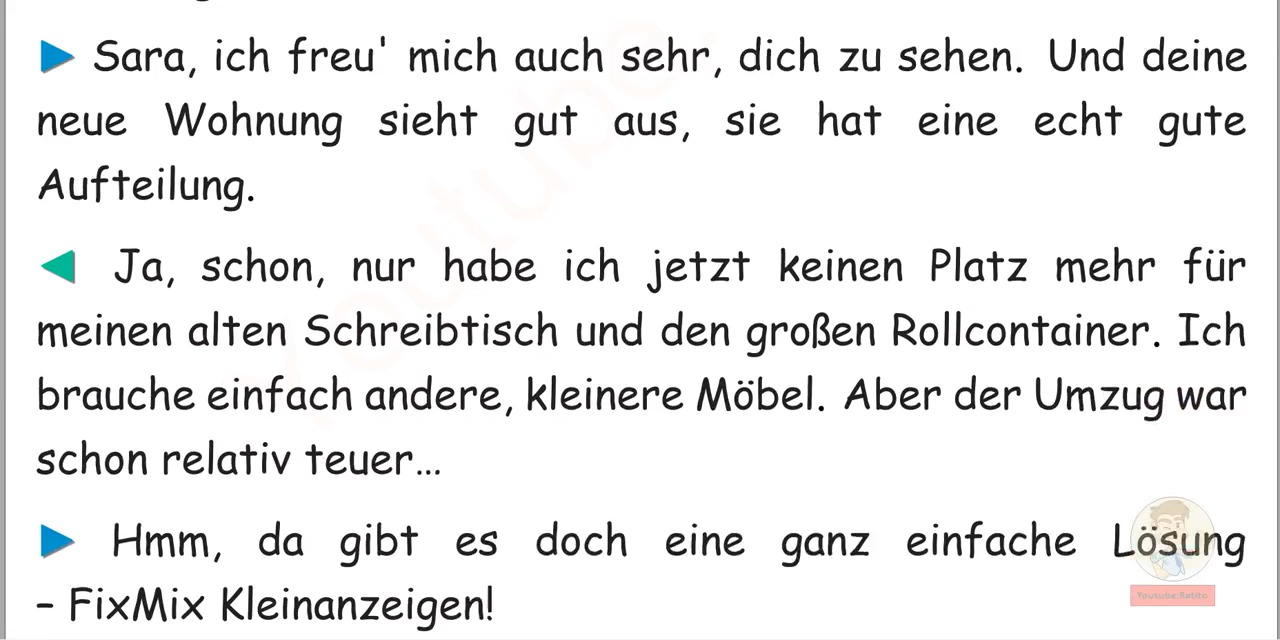 ▶ Sara, ich freu' mich auch sehr, dich zu sehen. Und deine
neue Wohnung sieht gut aus, sie hat eine echt gute
Aufteilung.
◀ Ja, schon, nur habe ich jetzt keinen Platz mehr für
meinen alten Schreibtisch und den großen Rollcontainer. Ich
brauche einfach andere, kleinere Möbel. Aber der Umzug war
schon relativ teuer...
▶ Hmm, da gibt es doch eine ganz einfache Lösung
– FixMix Kleinanzeigen!